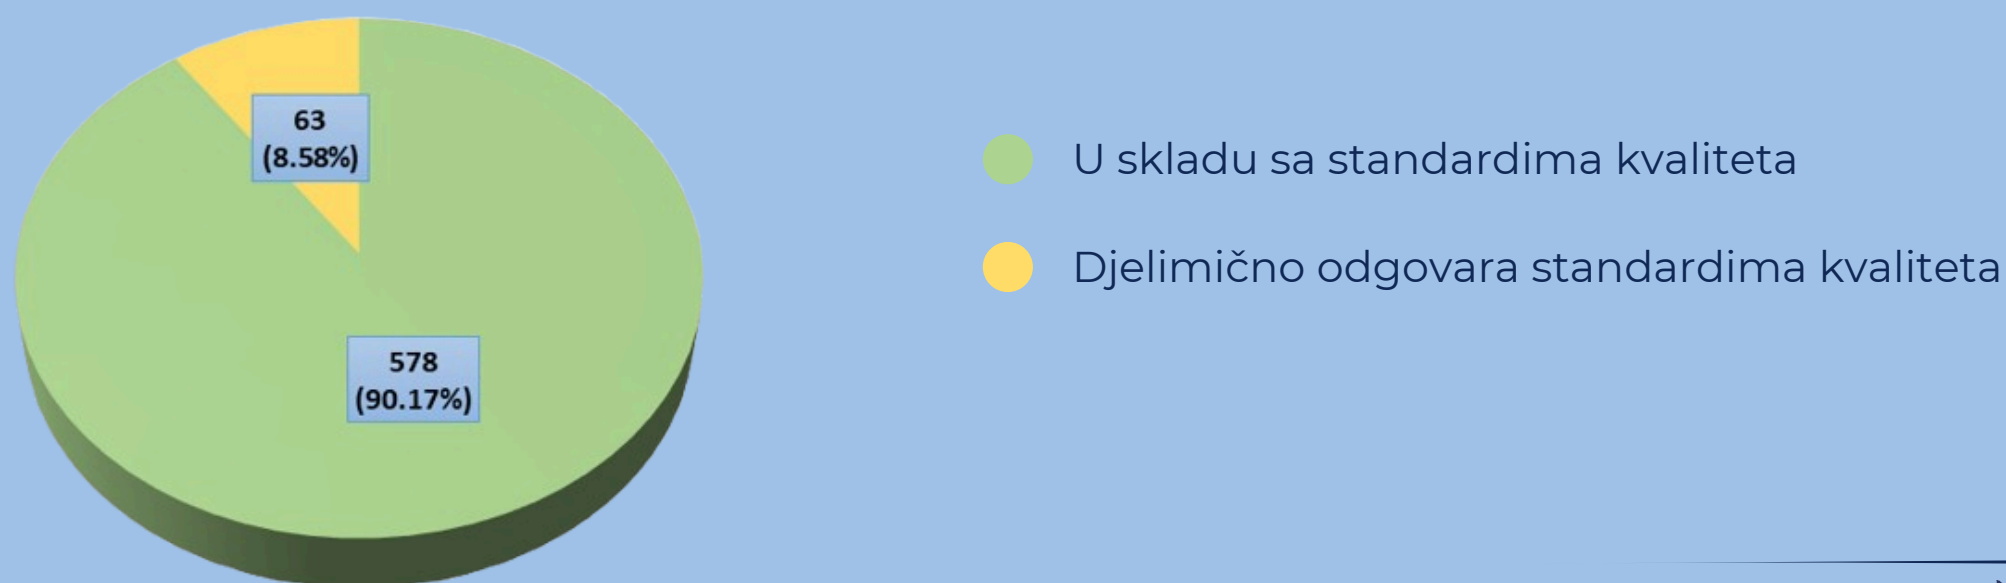 63
(8.58%)
578
(90.17%)
U skladu sa standardima kvaliteta
Djelimično odgovara standardima kvaliteta